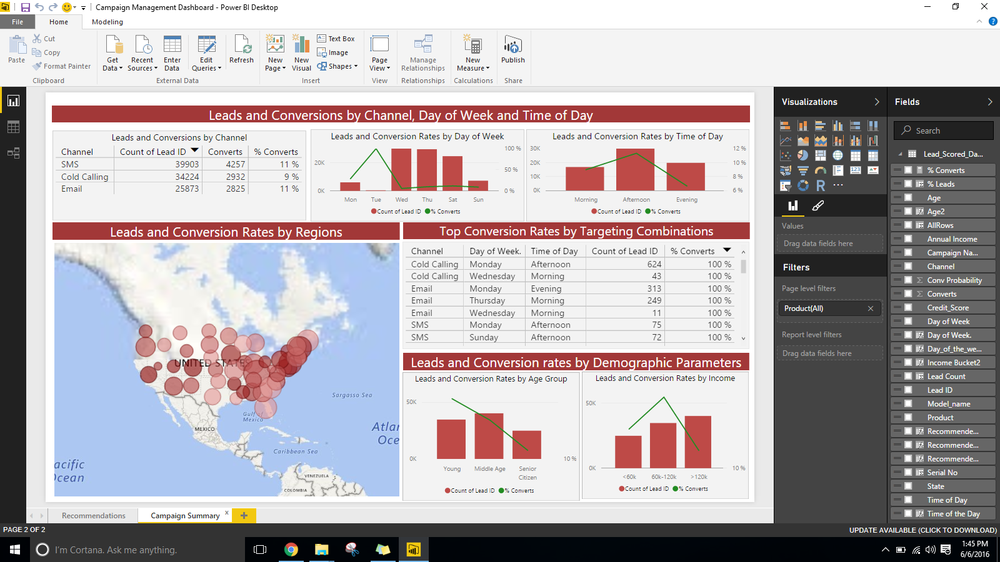 Campaign Management Dashboard - Power BI Desktop
File Home Modeling
Paste
Cut
Copy
Format Painter
Clipboard
Get Data
Recent Sources
Enter Data
Edit Queries
External Data
Refresh
New Page
New Visual
Text Box
Image
Shapes
Insert
Page View
View
Manage Relationships
Relationships
New Measure
Calculations
Publish
Share
Leads and Conversions by Channel, Day of Week and Time of Day
Leads and Conversions by Channel
Channel Count of Lead ID Converts % Converts
SMS 39903 4257 11 %
Cold Calling 34224 2932 9 %
Email 25873 2825 11 %
Leads and Conversion Rates by Day of Week
100 %
20K 50 %
0K 0 %
Mon Tue Wed Thu Sat Sun
Count of Lead ID % Converts
Leads and Conversion Rates by Time of Day
30K 12 %
20K 10 %
10K 8 %
0K 6 %
Morning Afternoon Evening
Count of Lead ID % Converts
Leads and Conversion Rates by Regions
UNITED STATES
Sargasso Sea
Gulf of Mexico
MEXICO
Atlan
Oce
Caribbean Sea
acific
cean
VENEZUELA
COLOMBIA
Top Conversion Rates by Targeting Combinations
Channel Day of Week. Time of Day Count of Lead ID % Converts
Cold Calling Monday Afternoon 624 100 %
Cold Calling Wednesday Morning 43 100 %
Email Monday Evening 313 100 %
Email Thursday Morning 249 100 %
Email Wednesday Morning 11 100 %
SMS Monday Afternoon 75 100 %
SMS Sunday Afternoon 72 100 %
Leads and Conversion rates by Demographic Parameters
Leads and Conversion Rates by Age Group
50K
0K 10 %
Young Middle Age Senior Citizen
Count of Lead ID % Converts
Leads and Conversion Rates by Income
50K
0K 10 %
<60k 60k-120k >120k
Count of Lead ID % Converts
Visualizations
R
Values
Drag data fields here
Filters
Page level filters
Product(All)
Report level filters
Drag data fields here
Fields
Search
Lead_Scored_Da...
% Converts
% Leads
Age
Age2
AllRows
Annual Income
Campaign Na...
Channel
Conv Probability
Converts
Credit_Score
Day of Week
Day of Week.
Day_of_the_we...
Income Bucket2
Lead Count
Lead ID
Model_name
Product
Recommende...
Recommende...
Recommende...
Serial No
State
Time of Day
Time of the Day
Recommendations Campaign Summary x
PAGE 2 OF 2
UPDATE AVAILABLE (CLICK TO DOWNLOAD)
I'm Cortana. Ask me anything.
1:45 PM
6/6/2016